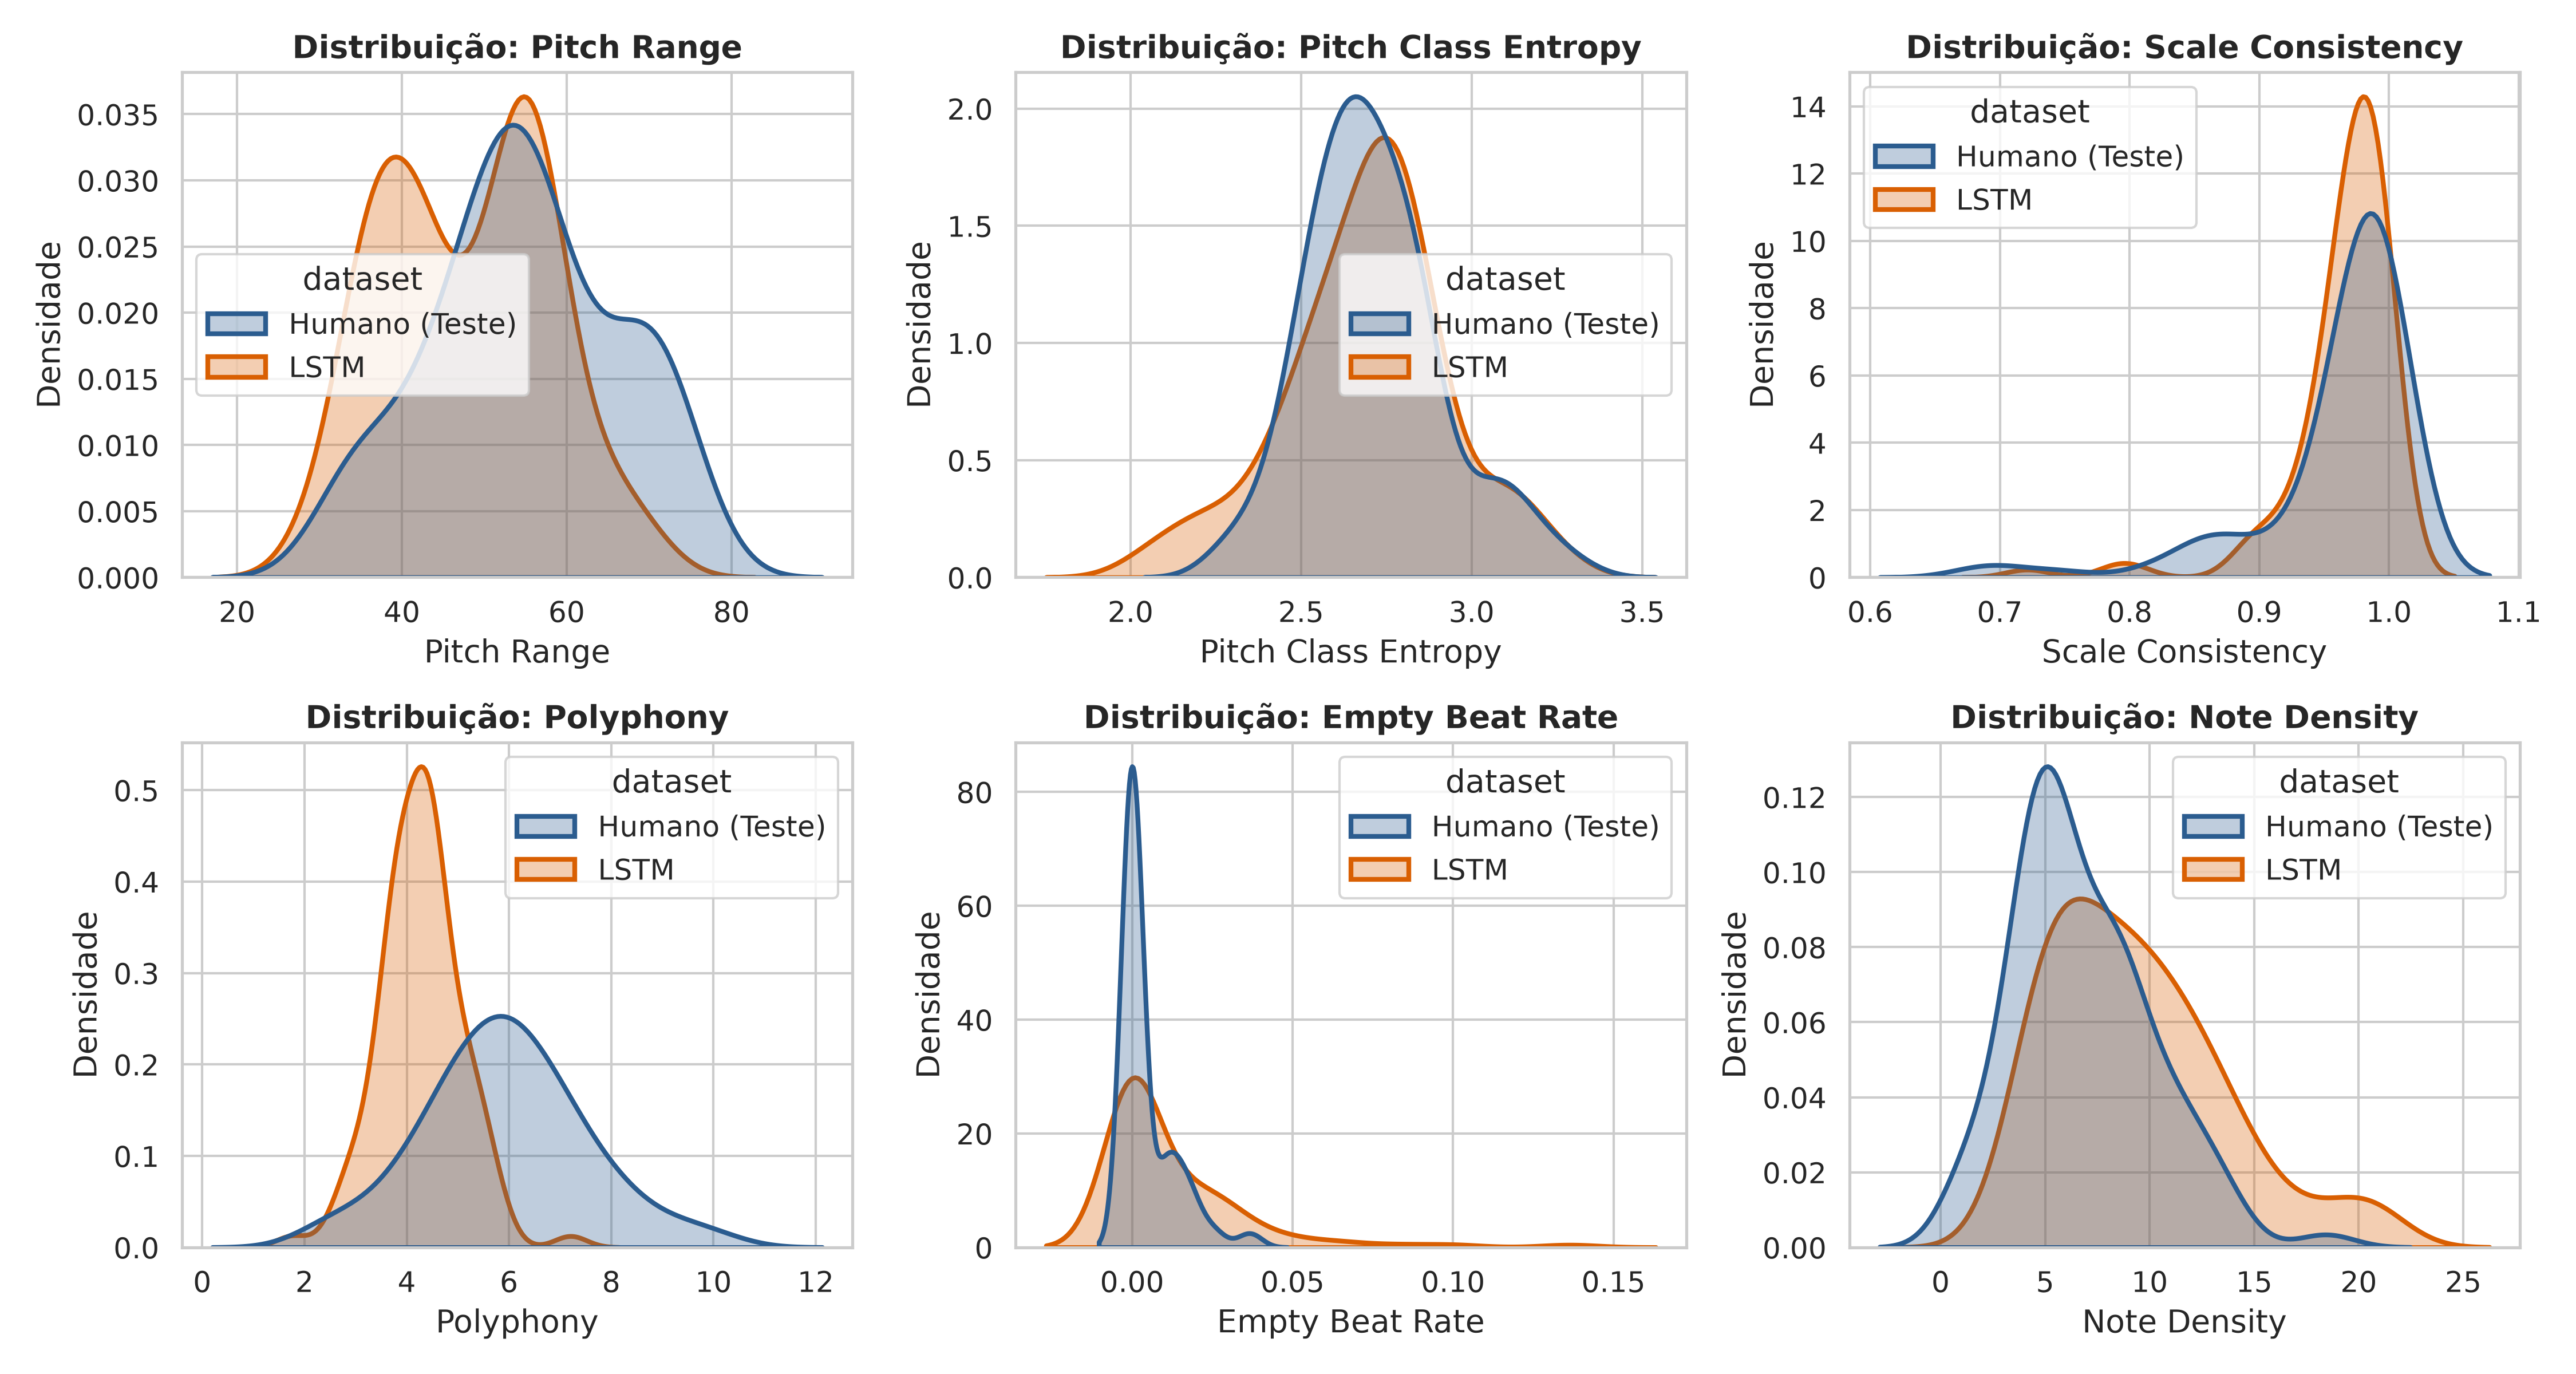 Distribuição: Pitch Range
Densidade
0.035
0.030
0.025
0.020
0.015
0.010
0.005
0.000
dataset
Humano (Teste)
LSTM
20 40 60 80
Pitch Range
Distribuição: Pitch Class Entropy
Densidade
2.0
1.5
1.0
0.5
0.0
dataset
Humano (Teste)
LSTM
2.0 2.5 3.0 3.5
Pitch Class Entropy
Distribuição: Scale Consistency
Densidade
14
12
10
8
6
4
2
0
dataset
Humano (Teste)
LSTM
0.6 0.7 0.8 0.9 1.0 1.1
Scale Consistency
Distribuição: Polyphony
Densidade
0.5
0.4
0.3
0.2
0.1
0.0
dataset
Humano (Teste)
LSTM
0 2 4 6 8 10 12
Polyphony
Distribuição: Empty Beat Rate
Densidade
80
60
40
20
0
dataset
Humano (Teste)
LSTM
0.00 0.05 0.10 0.15
Empty Beat Rate
Distribuição: Note Density
Densidade
0.12
0.10
0.08
0.06
0.04
0.02
0.00
dataset
Humano (Teste)
LSTM
0 5 10 15 20 25
Note Density